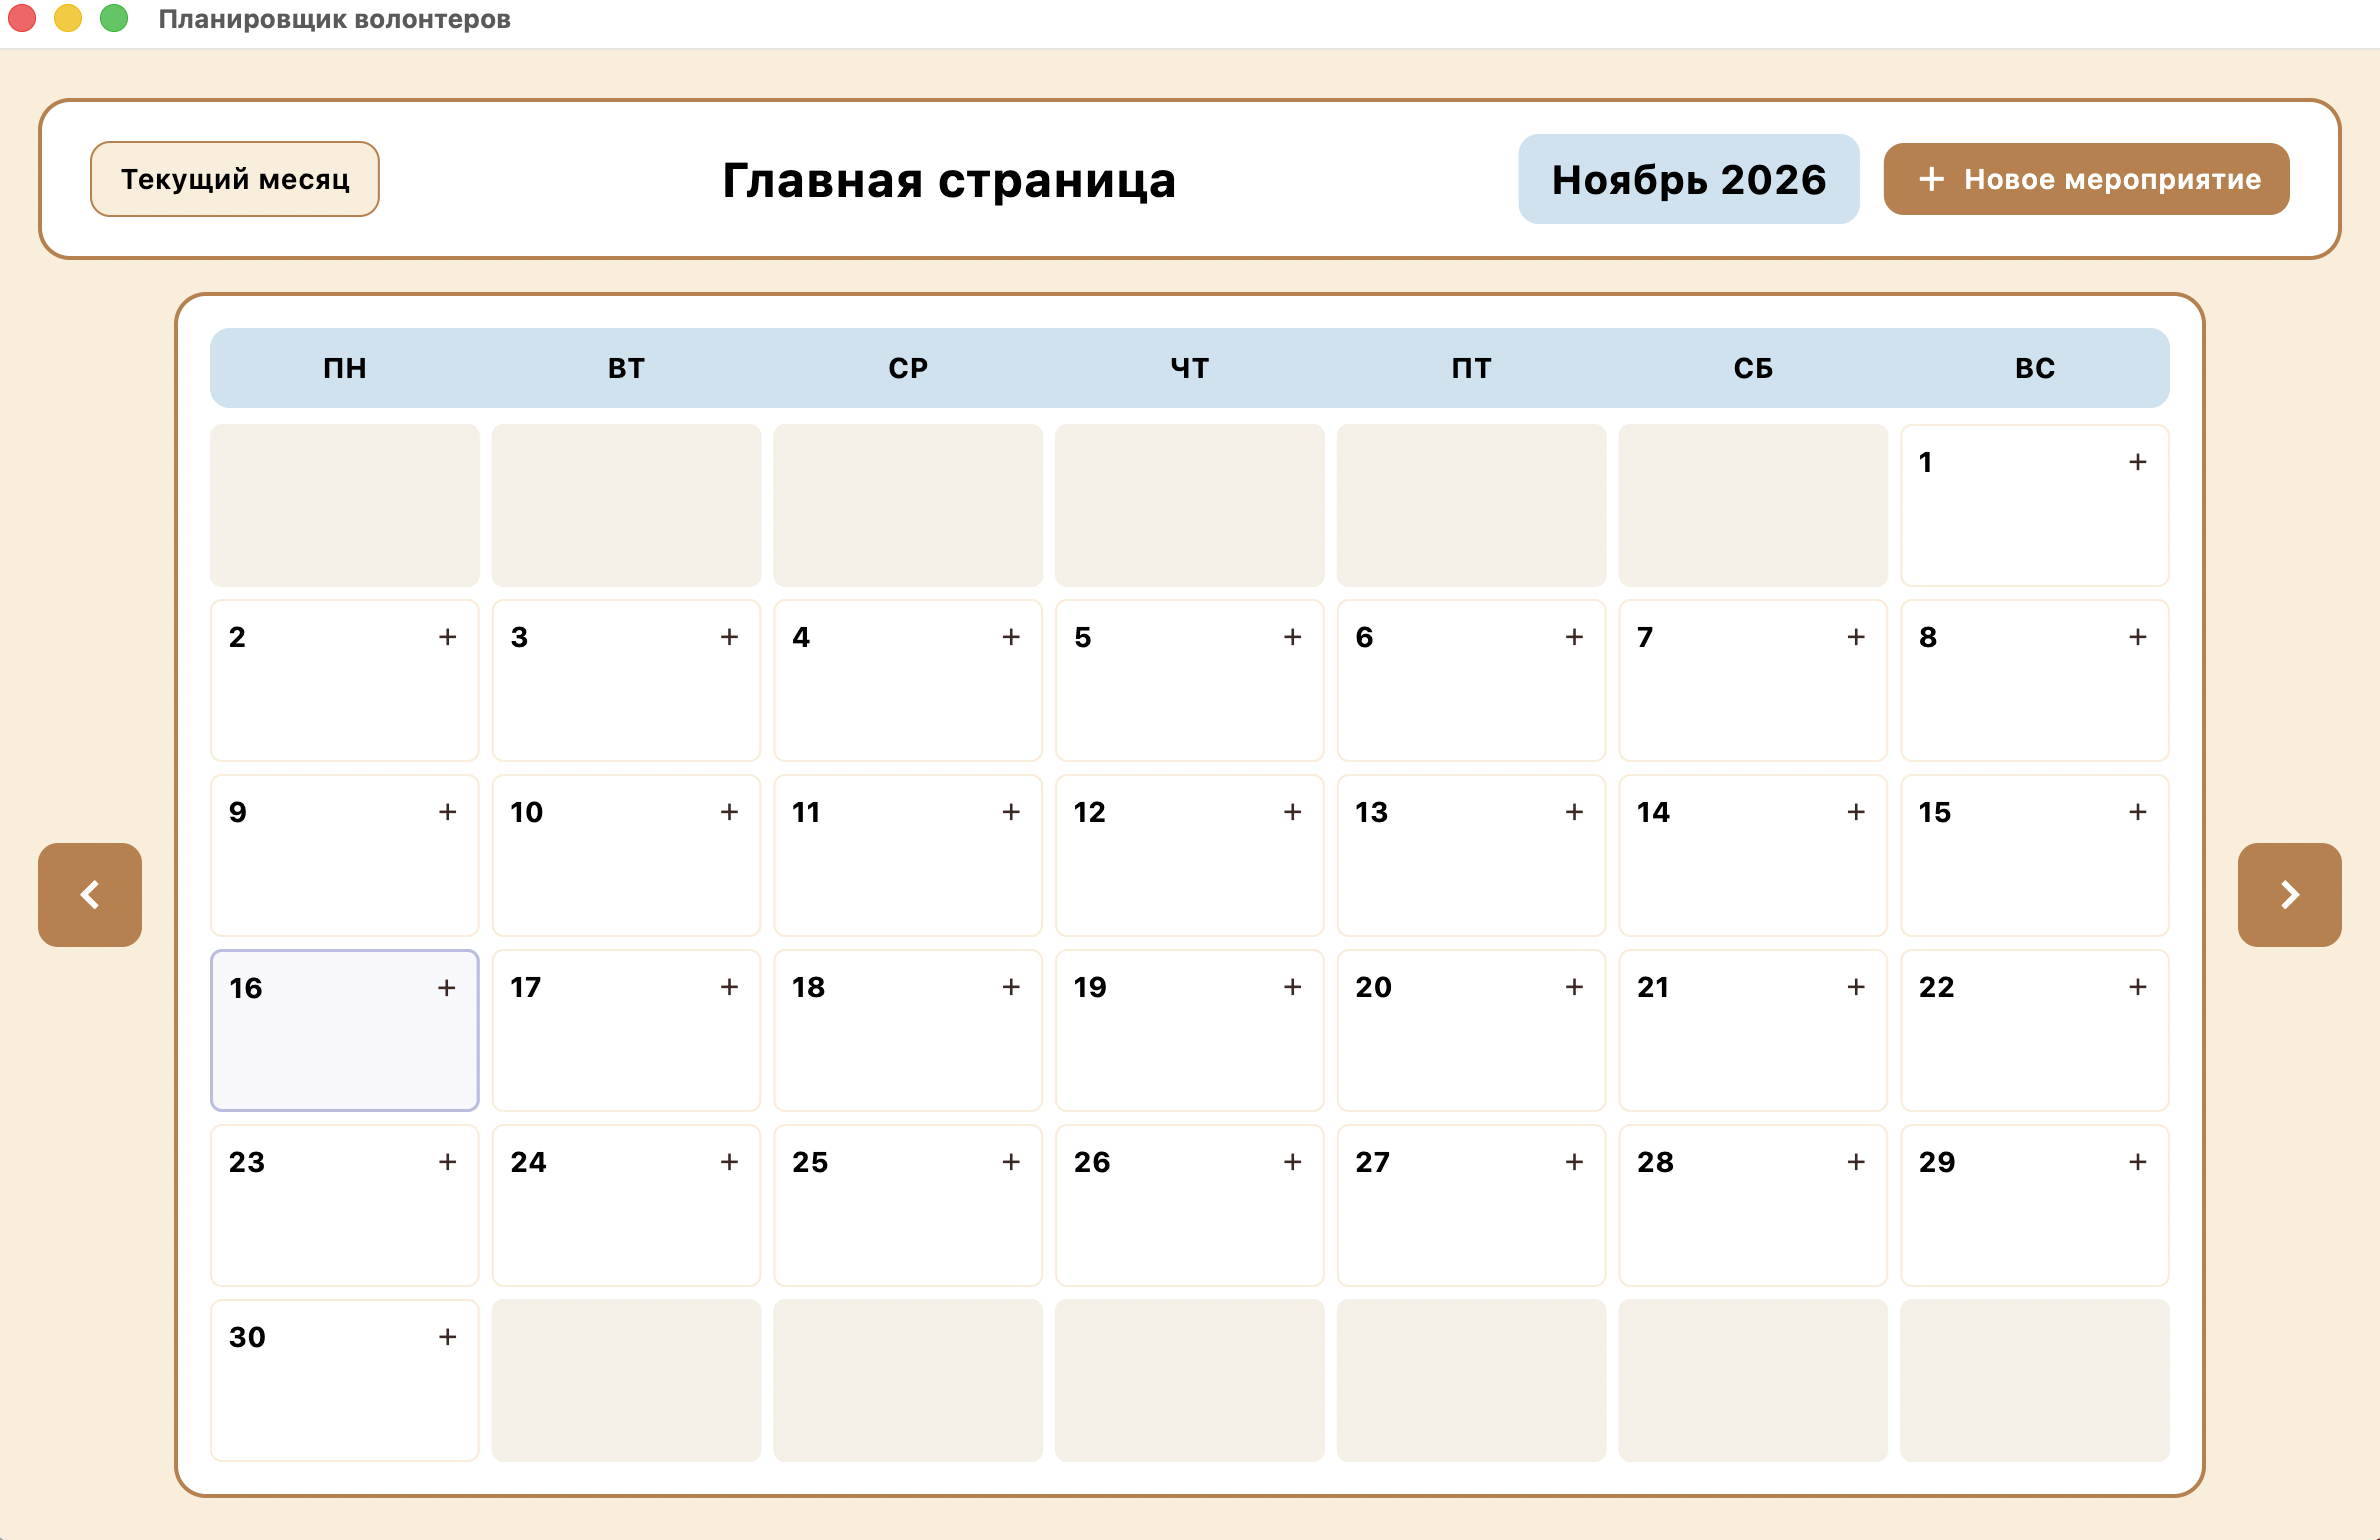 Планировщик волонтеров
Текущий месяц
Главная страница
Ноябрь 2026
+ Новое мероприятие
ПН ВТ СР ЧТ ПТ СБ ВС
1 +
2 + 3 + 4 + 5 + 6 + 7 + 8 +
9 + 10 + 11 + 12 + 13 + 14 + 15 +
16 + 17 + 18 + 19 + 20 + 21 + 22 +
23 + 24 + 25 + 26 + 27 + 28 + 29 +
30 +